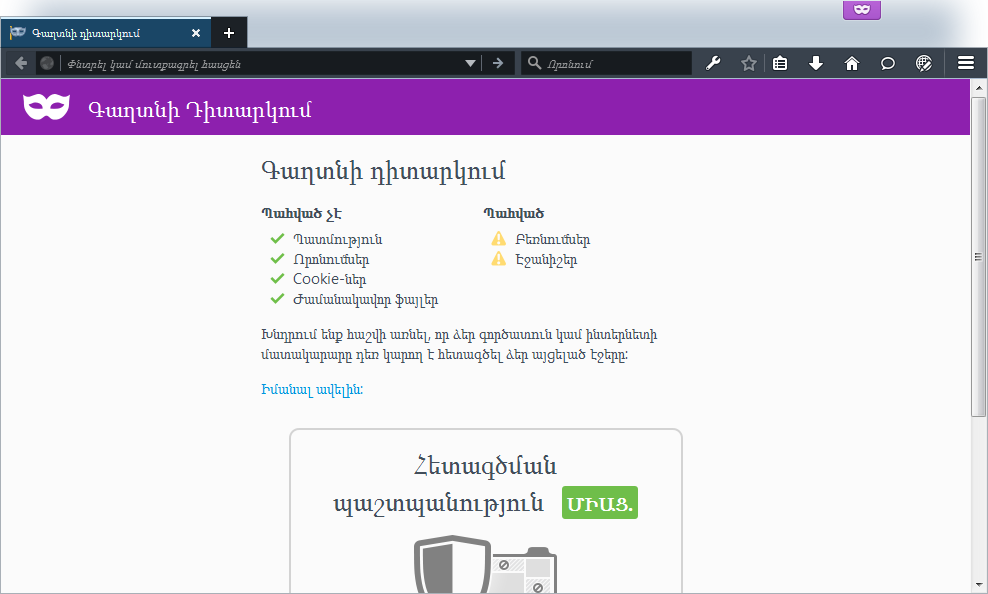 Գաղտնի դիտարկում
Փնտրել կամ մուտքագրել հասցեն
Որոնում
Գաղտնի Դիտարկում
Գաղտնի դիտարկում
Պահված չէ
Պատմություն
Որոնումներ
Cookie-ներ
Ժամանակավոր ֆայլեր
Պահված
Բեռնումներ
Էջանիշեր
Խնդրում ենք հաշվի առնել, որ ձեր գործատուն կամ ինտերնետի
մատակարարը դեռ կարող է հետագծել ձեր այցելած էջերը:
Իմանալ ավելին:
Հետագծման
պաշտպանություն ՄԻԱՑ.